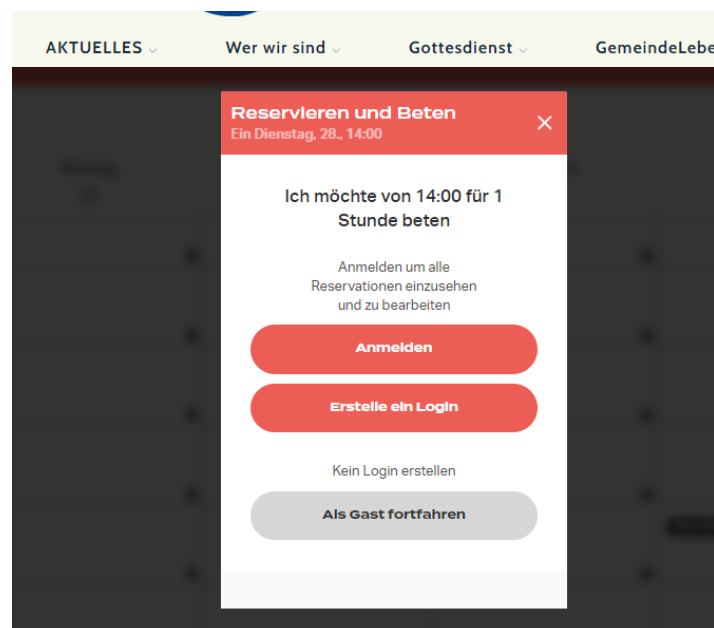 AKTUELLES
Wer wir sind
Gottesdienst
GemeindeLebe
Reservieren und Beten
Ein Dienstag, 28., 14:00
Ich möchte von 14:00 für 1
Stunde beten
Anmelden um alle
Reservationen einzusehen
und zu bearbeiten
Anmelden
Erstelle ein Login
Kein Login erstellen
Als Gast fortfahren